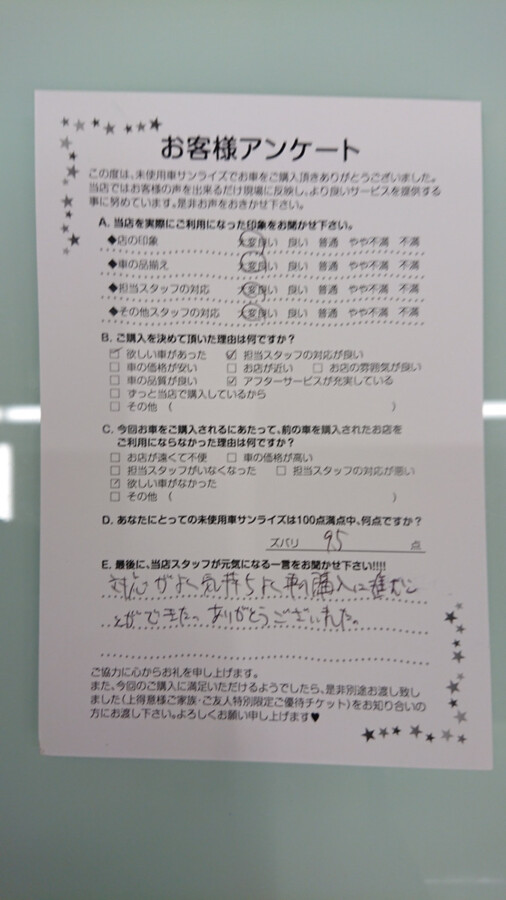 お客様アンケート
この度は、未使用車サンライズでお車をご購入頂きありがとうございました。
当店ではお客様の声を出来るだけ現場に反映し、より良いサービスを提供する
事に努めています。是非お声をおきかせ下さい。
A. 当店を実際にご利用になった印象をお聞かせ下さい。
◆店の印象 大変良い 良い 普通 やや不満 不満
◆車の品揃え 大変良い 良い 普通 やや不満 不満
◆担当スタッフの対応 大変良い 良い 普通 やや不満 不満
◆その他スタッフの対応 大変良い 良い 普通 やや不満 不満
B. ご購入を決めて頂いた理由は何ですか？
☑ 欲しい車があった ☑ 担当スタッフの対応が良い
□ 車の価格が安い □ お店が近い □ お店の雰囲気が良い
□ 車の品質が良い ☑ アフターサービスが充実している
□ ずっと当店で購入しているから
□ その他（ ）
C. 今回お車をご購入されるにあたって、前の車を購入されたお店を
ご利用にならなかった理由は何ですか？
□ お店が遠くて不便 □ 車の価格が高い
□ 担当スタッフがいなくなった □ 担当スタッフの対応が悪い
☑ 欲しい車がなかった
□ その他（ ）
D. あなたにとっての未使用車サンライズは100点満点中、何点ですか？
ズバリ 95 点
E. 最後に、当店スタッフが元気になる一言をお聞かせ下さい!!!!
対応がよく気持ちよく車の購入に進むこ
とができた。ありがとうございました。
ご協力に心からお礼を申し上げます。
また、今回のご購入に満足いただけるようでしたら、是非別途お渡し致し
ました（上得意様ご家族・ご友人特別限定ご優待チケット）をお知り合いの
方にお渡し下さい。よろしくお願い申し上げます♥